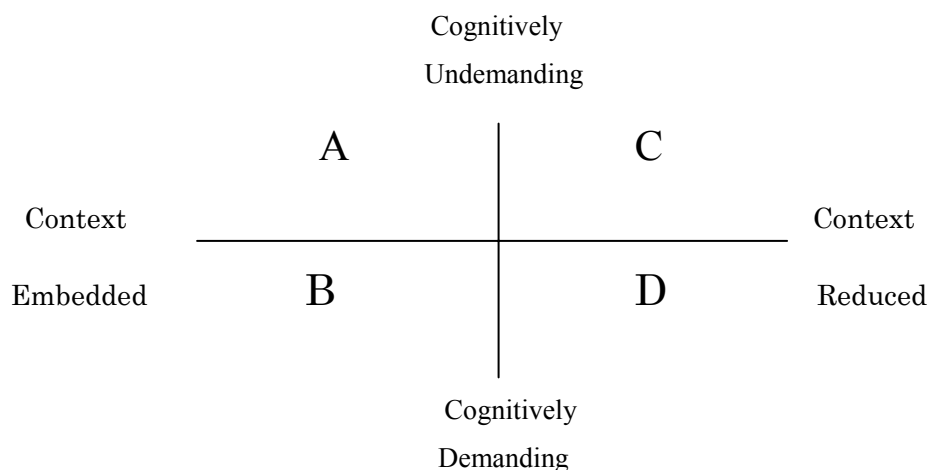 Cognitively
Undemanding
A C
Context Context
B D
Embedded Reduced
Cognitively
Demanding